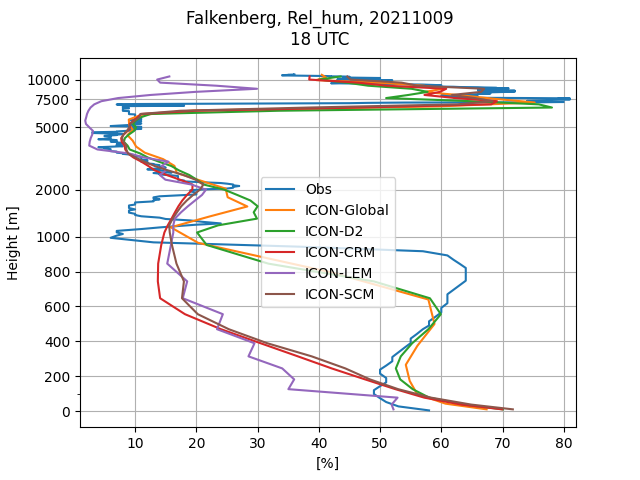 Falkenberg, Rel_hum, 20211009
18 UTC
Height [m]
10000
7500
5000
2000
1000
800
600
400
200
0
Obs
ICON-Global
ICON-D2
ICON-CRM
ICON-LEM
ICON-SCM
10 20 30 40 50 60 70 80
[%]